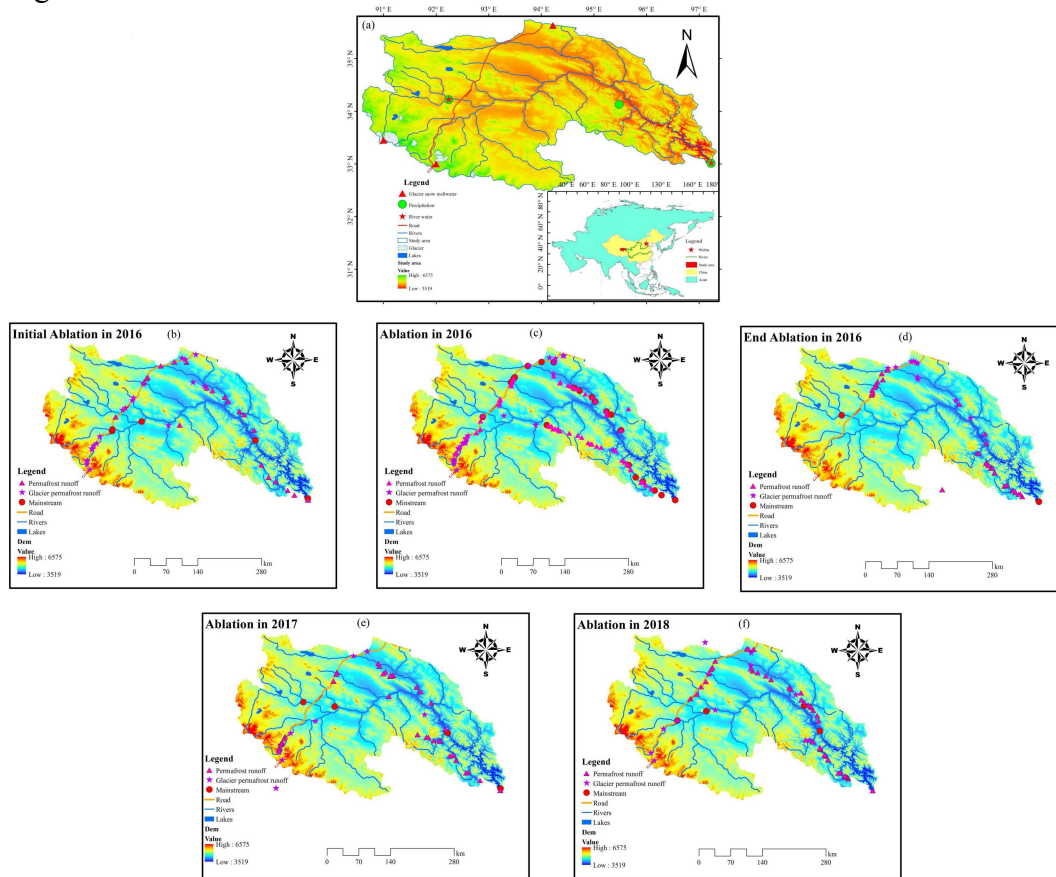 (a)
91° E 92° E 93° E 94° E 95° E 96° E 97° E
35° N
34° N
33° N
32° N
31° N
N
Legend
Glacier snow meltwater
Precipitation
River water
Road
Rivers
Study area
Glacier
Lakes
Study area
Value
High : 6575
Low : 3519
20° E 40° E 60° E 80° E 100° E 120° E 160° E 180° E
80° N
60° N
60° N
40° N
20° N
0° N
Legend
Beijing
Rivers
Study area
China
Initial Ablation in 2016 (b)
N
W E
S
Legend
Permafrost runoff
Glacier permafrost runoff
Minstream
Road
Rivers
Lakes
Dem
Value
High : 6575
Low : 3519
km
0 70 140 280
Ablation in 2016 (c)
N
W E
S
Legend
Permafrost runoff
Glacier permafrost runoff
Mainstream
Road
Rivers
Lakes
Dem
Value
High : 6575
Low : 3519
km
0 70 140 280
End Ablation in 2016 (d)
N
W E
S
Legend
Permafrost runoff
Glacier permafrost runoff
Mainstream
Road
Rivers
Lakes
Dem
Value
High : 6575
Low : 3519
km
0 70 140 280
Ablation in 2017 (e)
N
W E
S
Legend
Permafrost runoff
Glacier permafrost runoff
Mainstream
Road
Rivers
Lakes
Dem
Value
High : 6575
Low : 3519
km
0 70 140 280
Ablation in 2018 (f)
N
W E
S
Legend
Permafrost runoff
Glacier permafrost runoff
Mainstream
Road
Rivers
Lakes
Dem
Value
High : 6575
Low : 3519
km
0 70 140 280